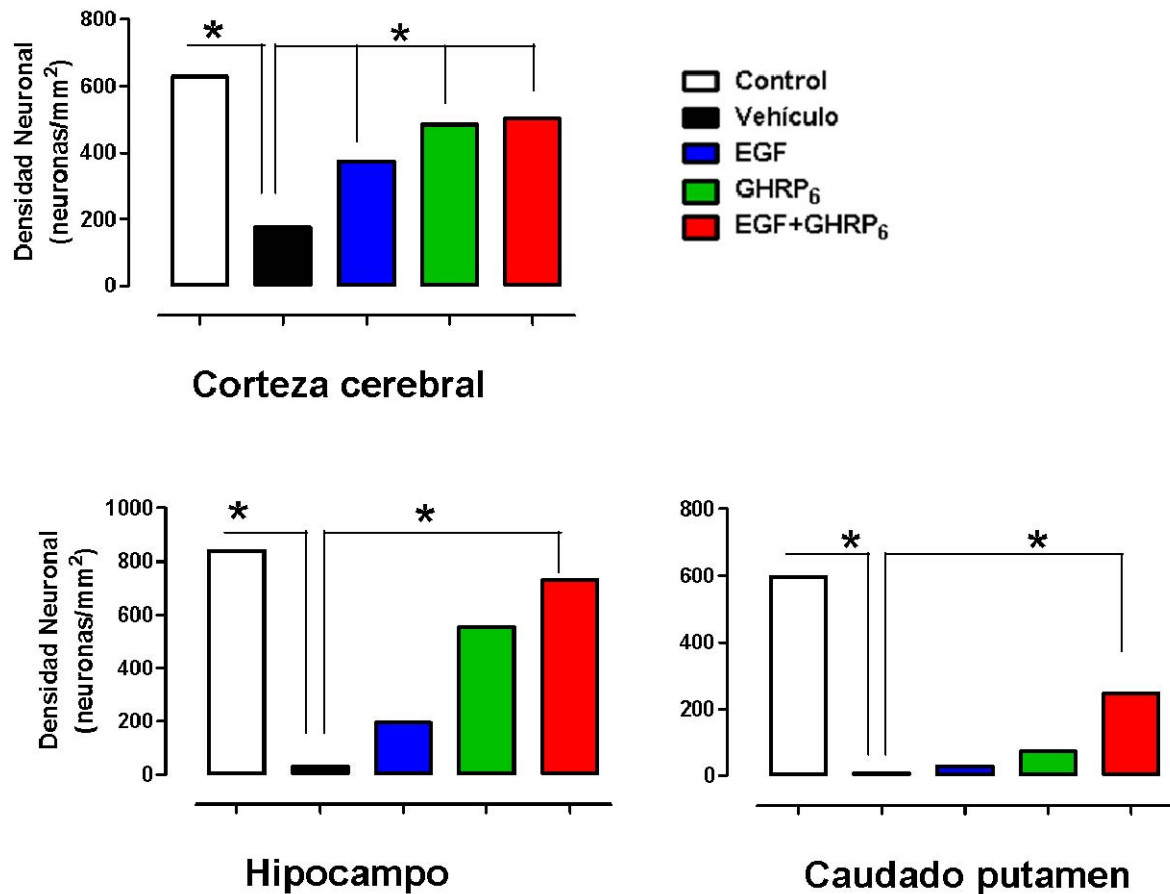 Densidad Neuronal
(neuronas/mm²)
800
600
400
200
0
*
*
Corteza cerebral
Control
Vehículo
EGF
GHRP₆
EGF+GHRP₆
Densidad Neuronal
(neuronas/mm²)
1000
800
600
400
200
0
*
*
Hipocampo
800
600
400
200
0
*
*
Caudado putamen